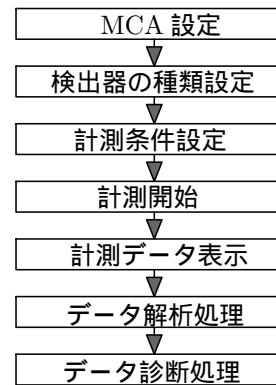 MCA 設定
検出器の種類設定
計測条件設定
計測開始
計測データ表示
データ解析処理
データ診断処理